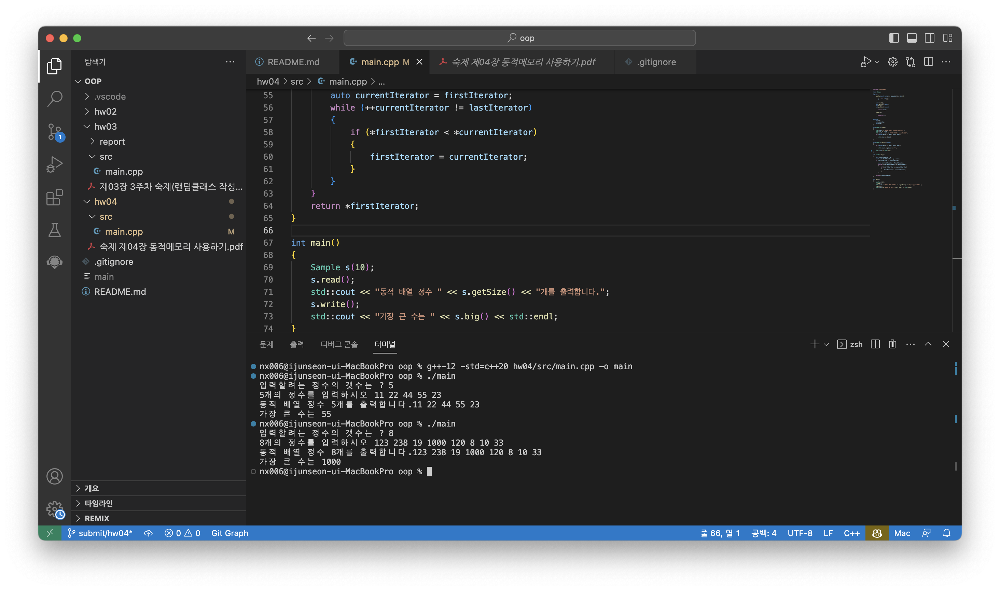 oop
탐색기
OOP
.vscode
hw02
hw03
report
src
main.cpp
제03장 3주차 숙제(랜덤클래스 작성...
hw04
src
main.cpp M
숙제 제04장 동적메모리 사용하기.pdf
.gitignore
main
README.md
개요
타임라인
REMIX
1
README.md
main.cpp M
숙제 제04장 동적메모리 사용하기.pdf
.gitignore
hw04 > src > main.cpp > ...
55 auto currentIterator = firstIterator;
56 while (++currentIterator != lastIterator)
57 {
58 if (*firstIterator < *currentIterator)
59 {
60 firstIterator = currentIterator;
61 }
62 }
63 }
64 return *firstIterator;
65 }
66
67 int main()
68 {
69 Sample s(10);
70 s.read();
71 std::cout << "동적 배열 정수 " << s.getSize() << "개를 출력합니다.";
72 s.write();
73 std::cout << "가장 큰 수는 " << s.big() << std::endl;
74 }
문제 출력 디버그 콘솔 터미널
zsh
nx006@ijunseon-ui-MacBookPro oop % g++-12 -std=c++20 hw04/src/main.cpp -o main
nx006@ijunseon-ui-MacBookPro oop % ./main
입력할려는 정수의 갯수는 ? 5
5개의 정수를 입력하시오 11 22 44 55 23
동적 배열 정수 5개를 출력합니다.11 22 44 55 23
가장 큰 수는 55
nx006@ijunseon-ui-MacBookPro oop % ./main
입력할려는 정수의 갯수는 ? 8
8개의 정수를 입력하시오 123 238 19 1000 120 8 10 33
동적 배열 정수 8개를 출력합니다.123 238 19 1000 120 8 10 33
가장 큰 수는 1000
nx006@ijunseon-ui-MacBookPro oop %
submit/hw04* 0 0 Git Graph
줄 66, 열 1 공백: 4 UTF-8 LF C++ Mac